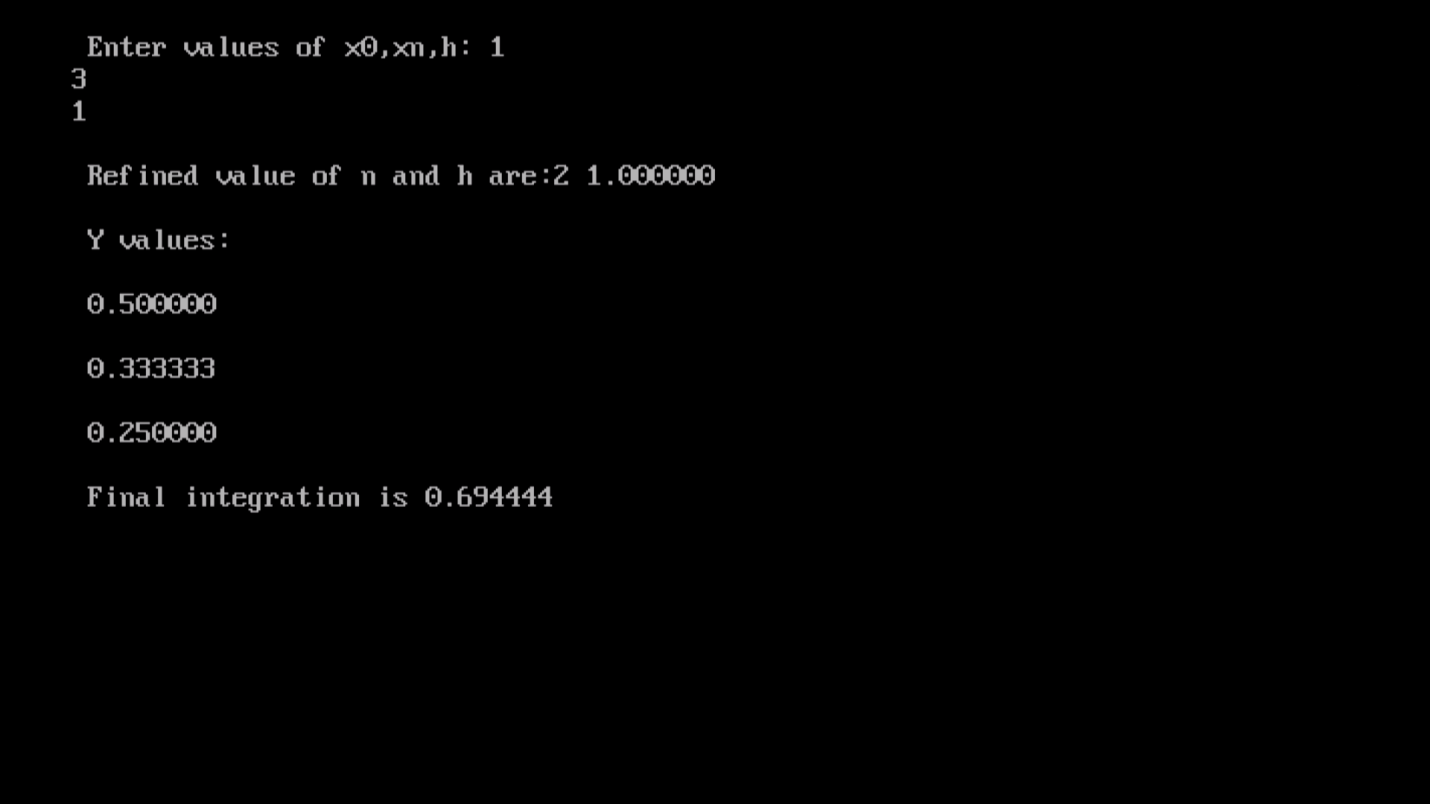 Enter values of x0,xn,h: 1
3
1
Refined value of n and h are:2 1.000000
Y values:
0.500000
0.333333
0.250000
Final integration is 0.694444